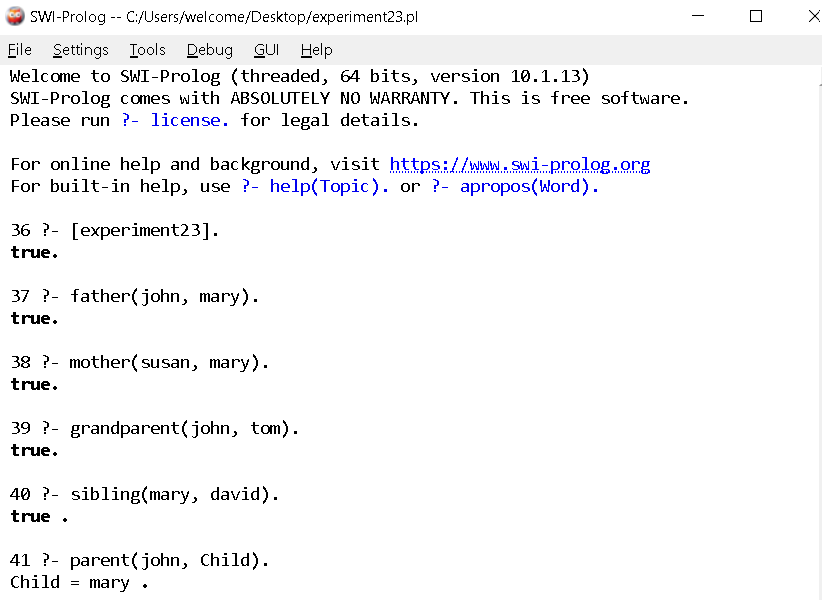 SWI-Prolog -- C:/Users/welcome/Desktop/experiment23.pl
File Settings Tools Debug GUI Help
Welcome to SWI-Prolog (threaded, 64 bits, version 10.1.13)
SWI-Prolog comes with ABSOLUTELY NO WARRANTY. This is free software.
Please run ?- license. for legal details.
For online help and background, visit https://www.swi-prolog.org
For built-in help, use ?- help(Topic). or ?- apropos(Word).
36 ?- [experiment23].
true.
37 ?- father(john, mary).
true.
38 ?- mother(susan, mary).
true.
39 ?- grandparent(john, tom).
true.
40 ?- sibling(mary, david).
true .
41 ?- parent(john, Child).
Child = mary .